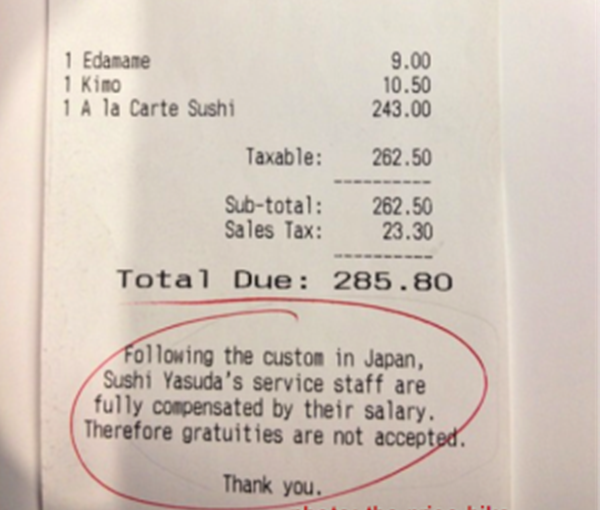 1 Edamame 9.00
1 Kimo 10.50
1 A la Carte Sushi 243.00
Taxable: 262.50
----------
Sub-total: 262.50
Sales Tax: 23.30
----------
Total Due: 285.80
Following the custom in Japan,
Sushi Yasuda's service staff are
fully compensated by their salary.
Therefore gratuities are not accepted.
Thank you.